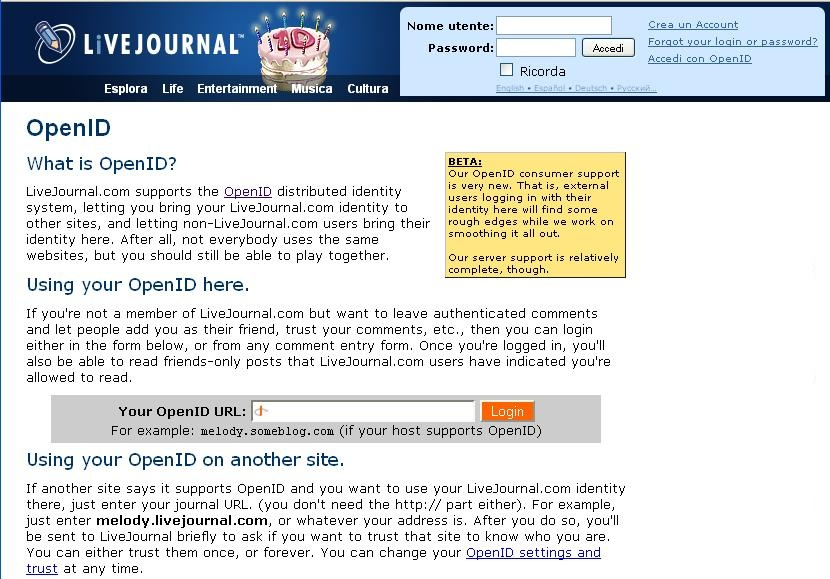 LiVEJOURNAL™
10
Nome utente:
Password:
Accedi
Ricorda
English • Español • Deutsch • Русский...
Crea un Account
Forgot your login or password?
Accedi con OpenID
Esplora Life Entertainment Musica Cultura
OpenID
What is OpenID?
LiveJournal.com supports the OpenID distributed identity
system, letting you bring your LiveJournal.com identity to
other sites, and letting non-LiveJournal.com users bring their
identity here. After all, not everybody uses the same
websites, but you should still be able to play together.
BETA:
Our OpenID consumer support
is very new. That is, external
users logging in with their
identity here will find some
rough edges while we work on
smoothing it all out.
Our server support is relatively
complete, though.
Using your OpenID here.
If you're not a member of LiveJournal.com but want to leave authenticated comments
and let people add you as their friend, trust your comments, etc., then you can login
either in the form below, or from any comment entry form. Once you're logged in, you'll
also be able to read friends-only posts that LiveJournal.com users have indicated you're
allowed to read.
Your OpenID URL:
Login
For example: melody.someblog.com (if your host supports OpenID)
Using your OpenID on another site.
If another site says it supports OpenID and you want to use your LiveJournal.com identity
there, just enter your journal URL. (you don't need the http:// part either). For example,
just enter melody.livejournal.com, or whatever your address is. After you do so, you'll
be sent to LiveJournal briefly to ask if you want to trust that site to know who you are.
You can either trust them once, or forever. You can change your OpenID settings and
trust at any time.